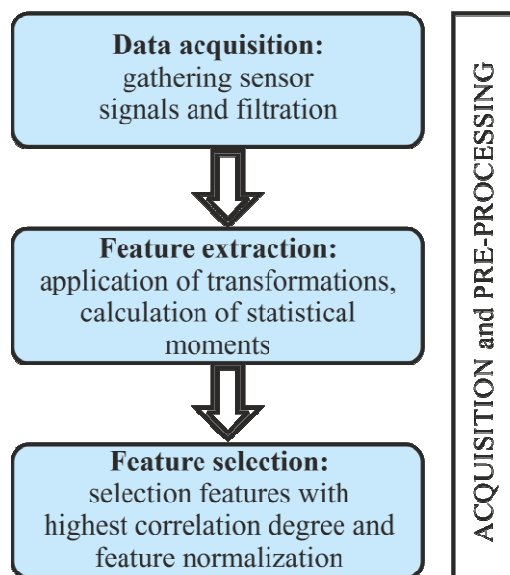 Data acquisition:
gathering sensor
signals and filtration
Feature extraction:
application of transformations,
calculation of statistical
moments
Feature selection:
selection features with
highest correlation degree and
feature normalization
ACQUISITION and PRE-PROCESSING